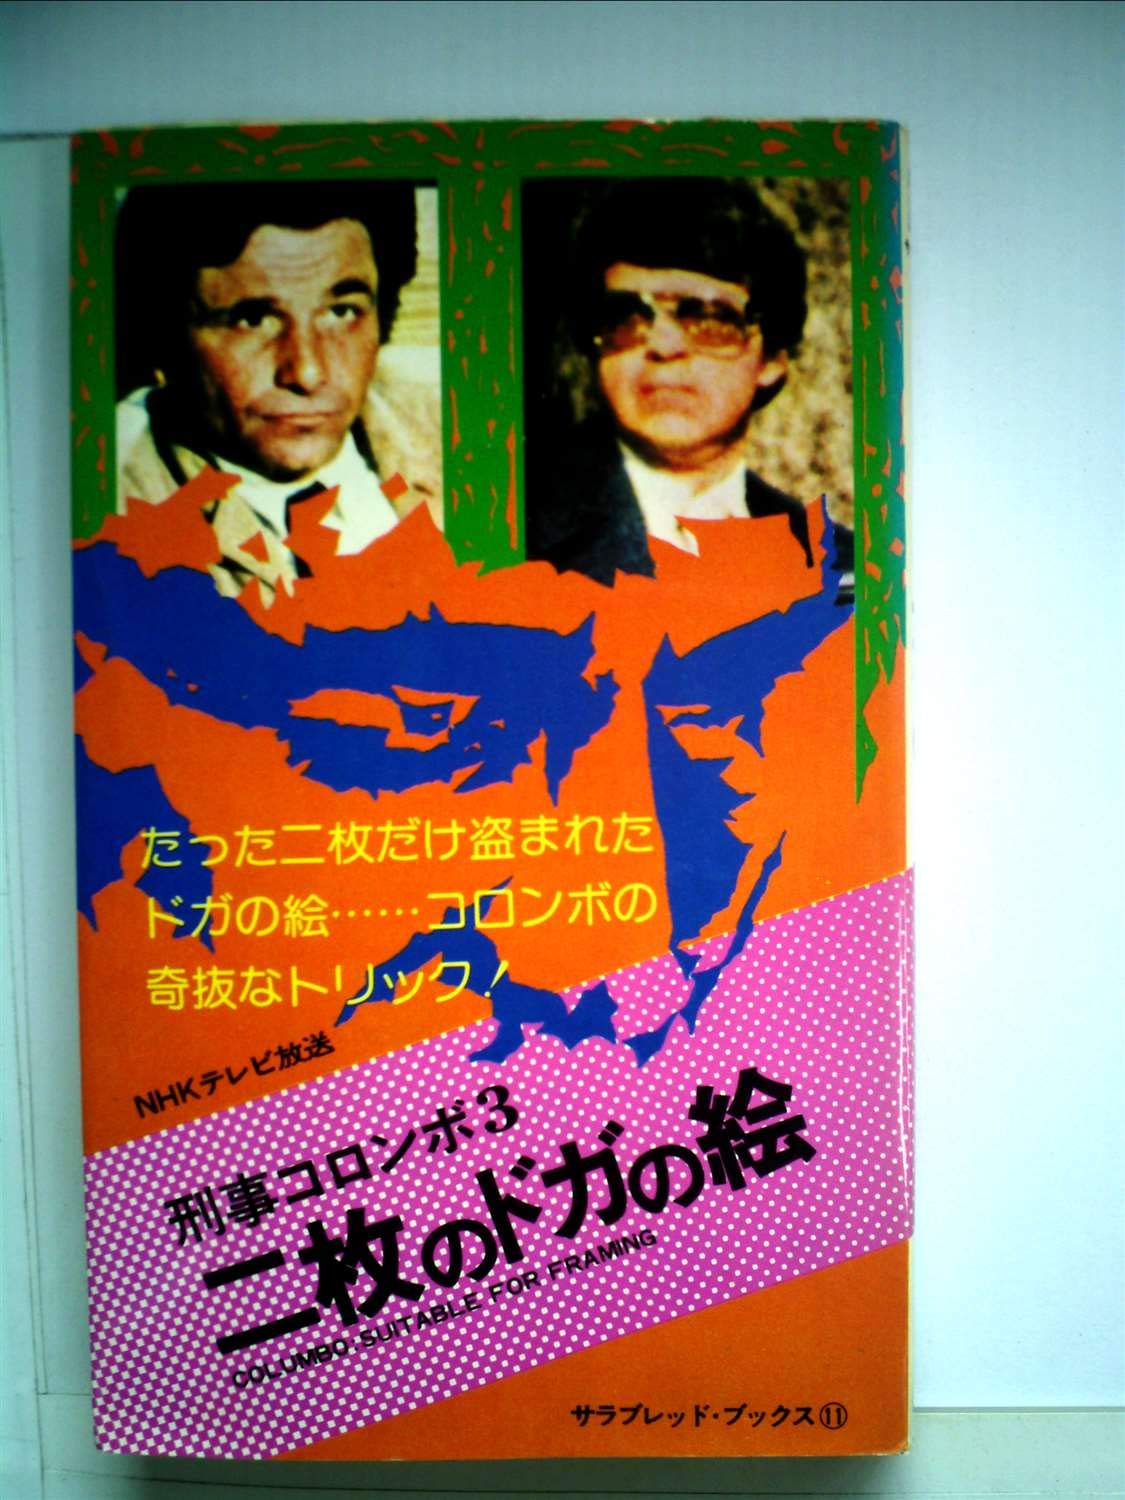 たった二枚だけ盗まれた
ドガの絵……コロンボの
奇抜なトリック!
NHKテレビ放送
刑事コロンボ3
二枚のドガの絵
COLUMBO:SUITABLE FOR FRAMING
サラブレッド・ブックス⑪